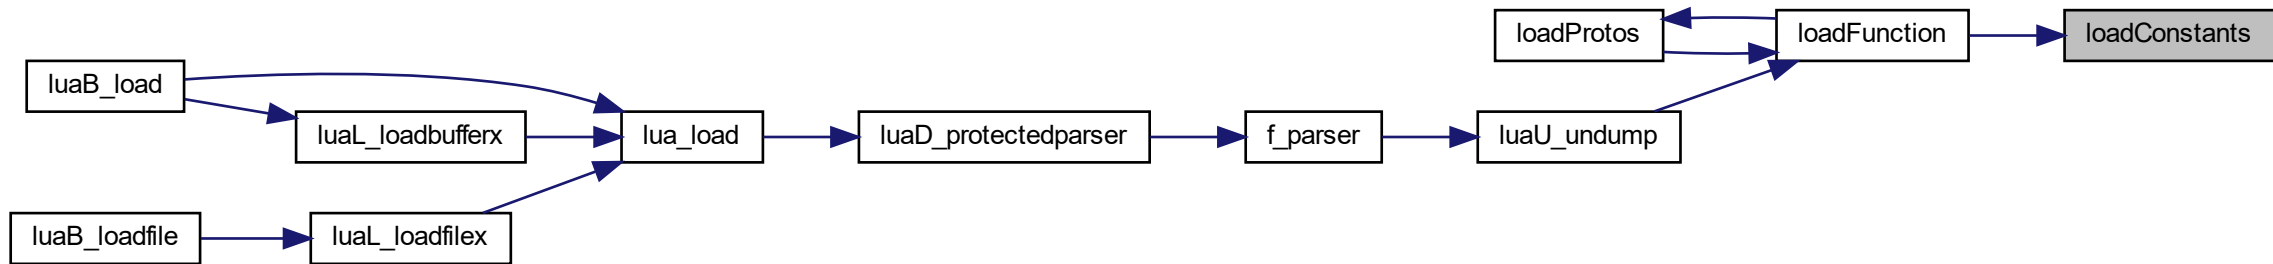 loadProtos
loadFunction
loadConstants
luaB_load
luaL_loadbufferx
lua_load
luaD_protectedparser
f_parser
luaU_undump
luaB_loadfile
luaL_loadfilex